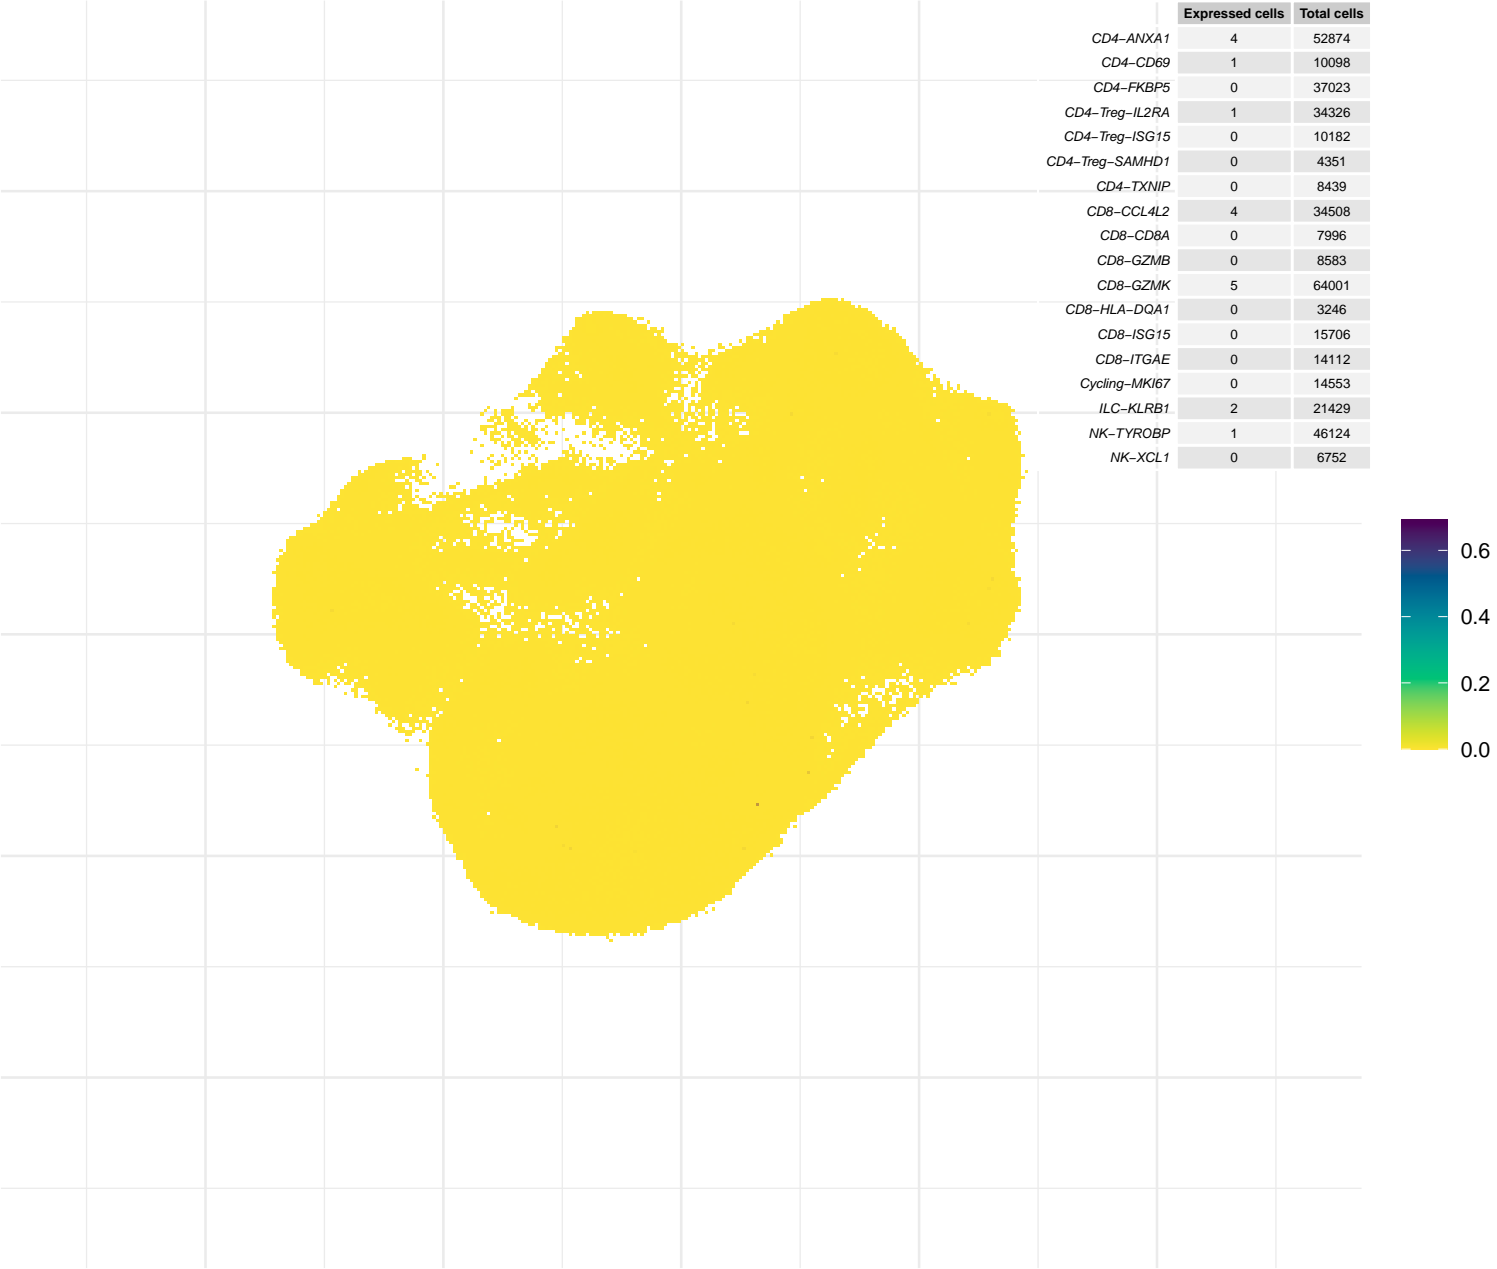 Expressed cells Total cells
CD4−ANXA1 4 52874
CD4−CD69 1 10098
CD4−FKBP5 0 37023
CD4−Treg−IL2RA 1 34326
CD4−Treg−ISG15 0 10182
CD4−Treg−SAMHD1 0 4351
CD4−TXNIP 0 8439
CD8−CCL4L2 4 34508
CD8−CD8A 0 7996
CD8−GZMB 0 8583
CD8−GZMK 5 64001
CD8−HLA−DQA1 0 3246
CD8−ISG15 0 15706
CD8−ITGAE 0 14112
Cycling−MKI67 0 14553
ILC−KLRB1 2 21429
NK−TYROBP 1 46124
NK−XCL1 0 6752
0.6
0.4
0.2
0.0